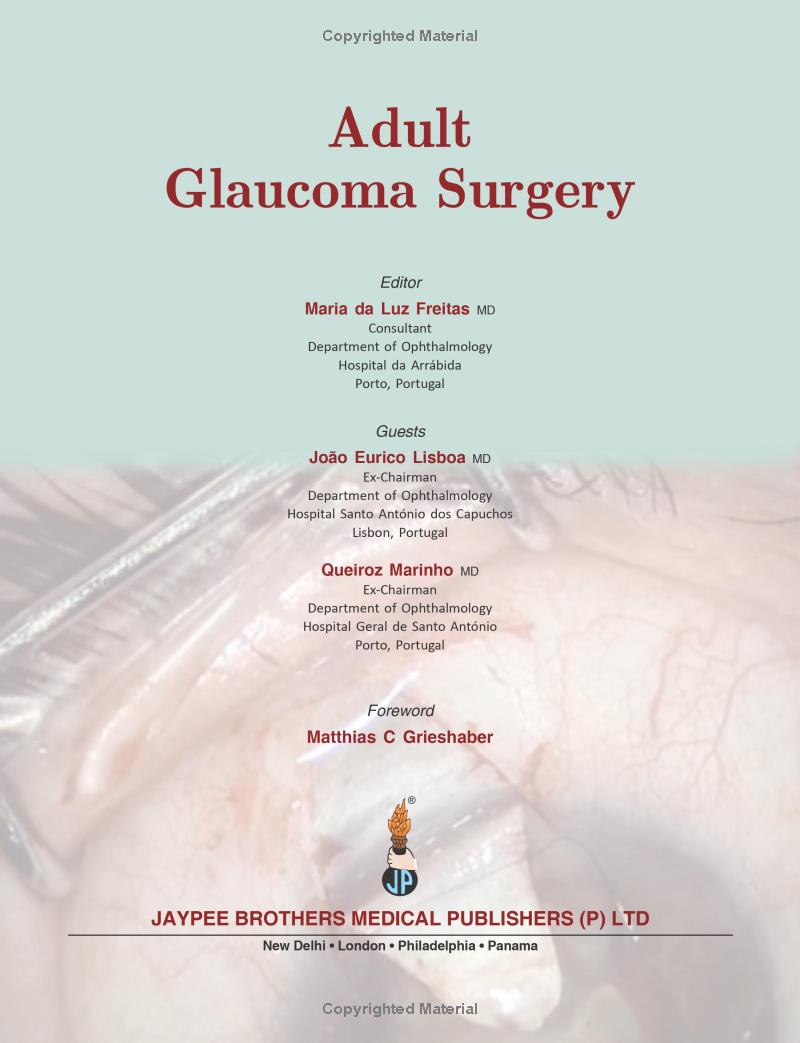 Copyrighted Material
Adult
Glaucoma Surgery
Editor
Maria da Luz Freitas MD
Consultant
Department of Ophthalmology
Hospital da Arrábida
Porto, Portugal
Guests
João Eurico Lisboa MD
Ex-Chairman
Department of Ophthalmology
Hospital Santo António dos Capuchos
Lisbon, Portugal
Queiroz Marinho MD
Ex-Chairman
Department of Ophthalmology
Hospital Geral de Santo António
Porto, Portugal
Foreword
Matthias C Grieshaber
®
JP
JAYPEE BROTHERS MEDICAL PUBLISHERS (P) LTD
New Delhi • London • Philadelphia • Panama
Copyrighted Material